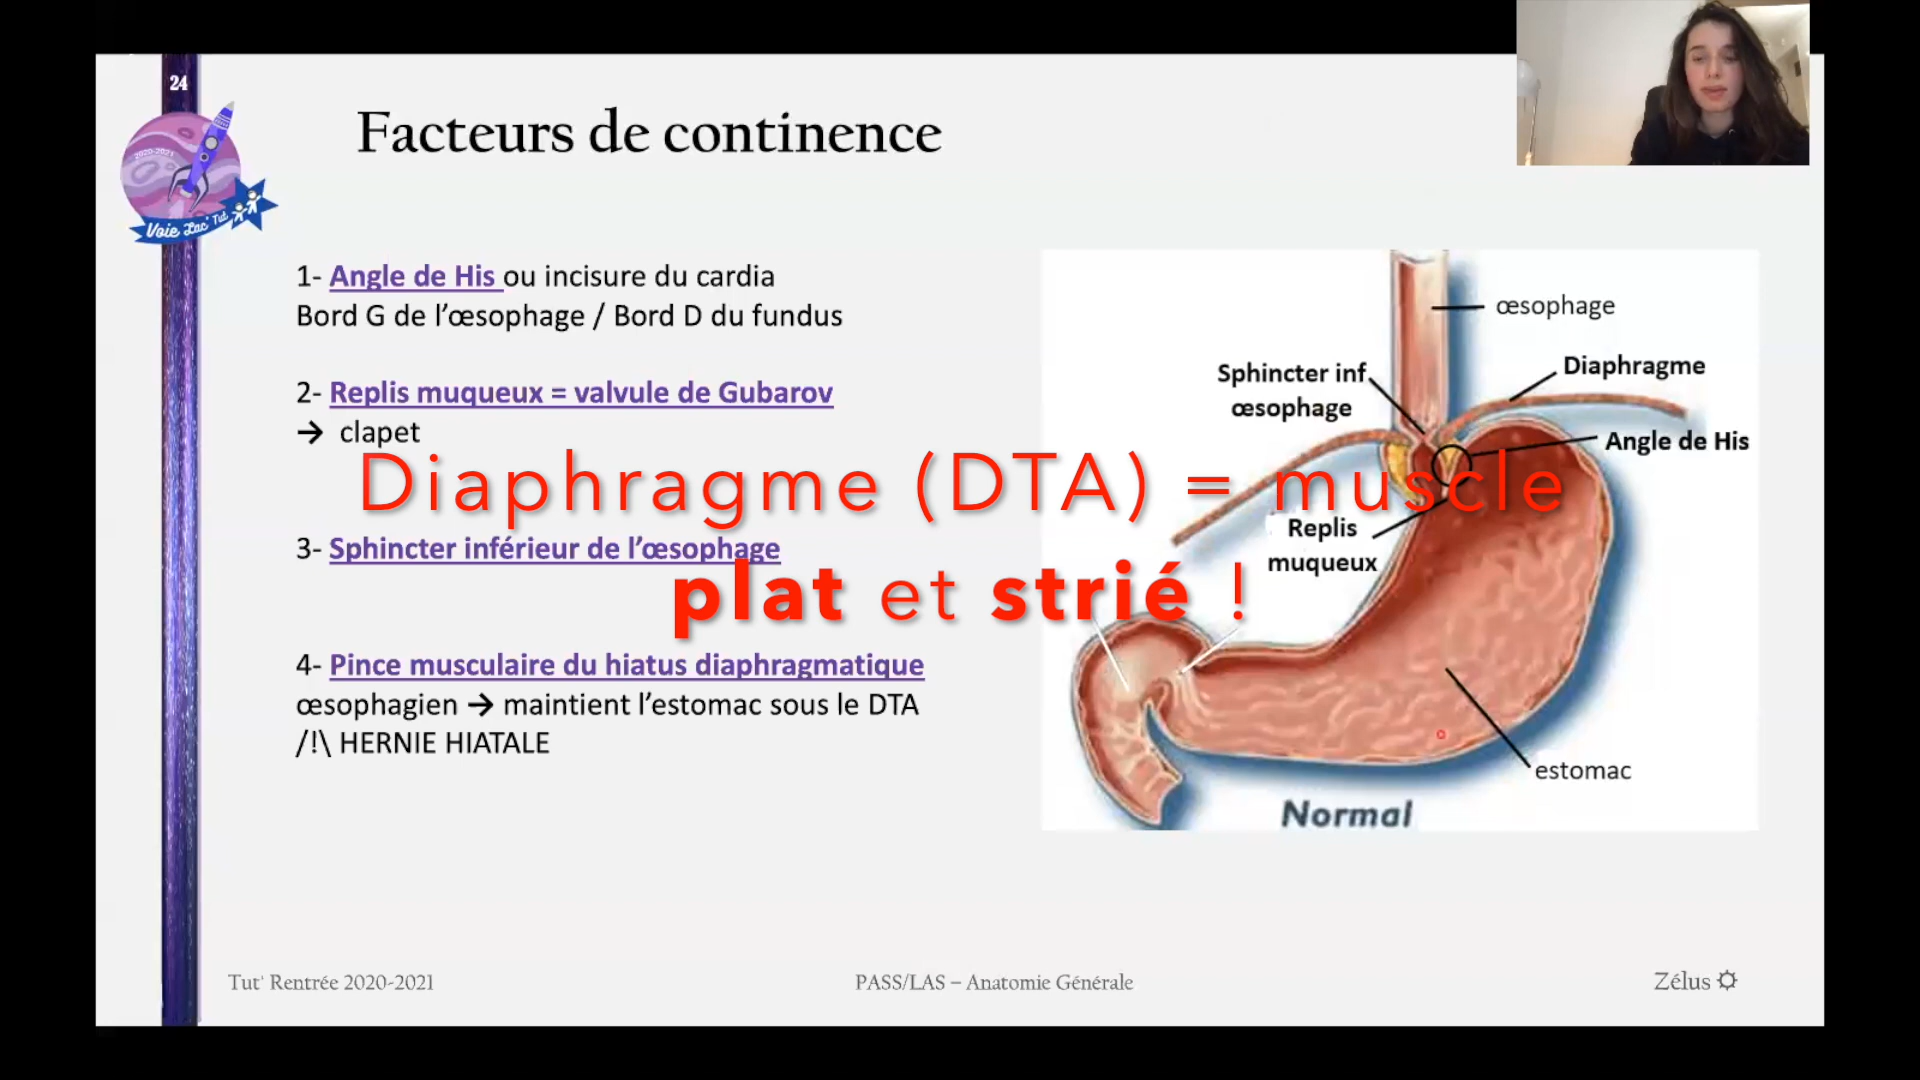 24
2020-2021
Voie Lac' Tut
Facteurs de continence
1- Angle de His ou incisure du cardia
Bord G de l’œsophage / Bord D du fundus
2- Replis muqueux = valvule de Gubarov
→ clapet
3- Sphincter inférieur de l’œsophage
4- Pince musculaire du hiatus diaphragmatique
œsophagien → maintient l’estomac sous le DTA
/!\ HERNIE HIATALE
Diaphragme (DTA) = muscle
plat et strié !
œsophage
Sphincter inf
œsophage
Diaphragme
Angle de His
Replis
muqueux
estomac
Normal
Tut' Rentrée 2020-2021
PASS/LAS – Anatomie Générale
Zélus